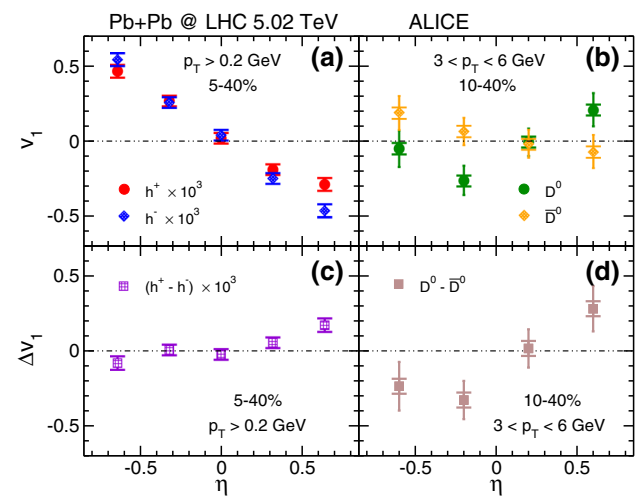 Pb+Pb @ LHC 5.02 TeV ALICE
p_T > 0.2 GeV (a) 3 < p_T < 6 GeV (b)
5-40% 10-40%
0.5
v_1 0
h^+ ×10^3 D^0
h^- ×10^3 D̅^0
-0.5
(c) (d)
(h^+ - h^-) ×10^3 D^0 - D̅^0
0.5
Δv_1 0
5-40% 10-40%
-0.5
p_T > 0.2 GeV 3 < p_T < 6 GeV
-0.5 0 0.5 -0.5 0 0.5
η η